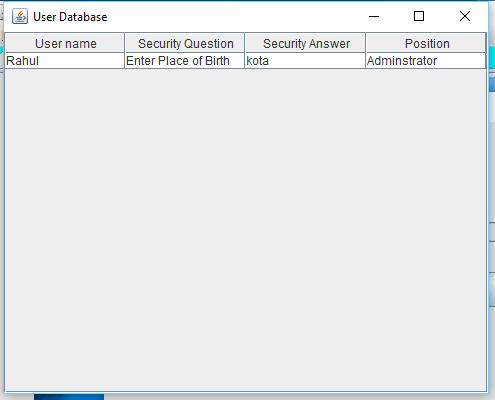 User Database
User name Security Question Security Answer Position
Rahul Enter Place of Birth kota Adminstrator